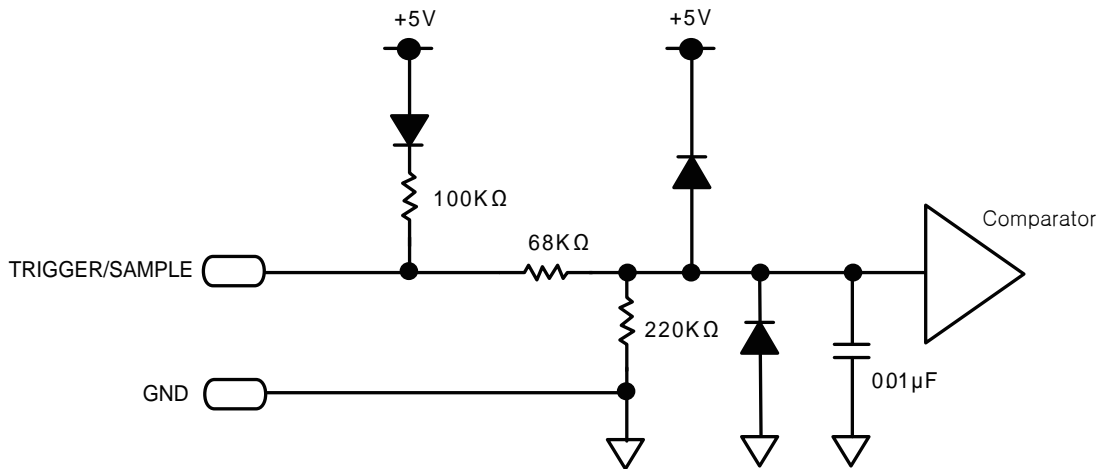 +5V
+5V
100KΩ
Comparator
68KΩ
TRIGGER/SAMPLE
220KΩ
001µF
GND